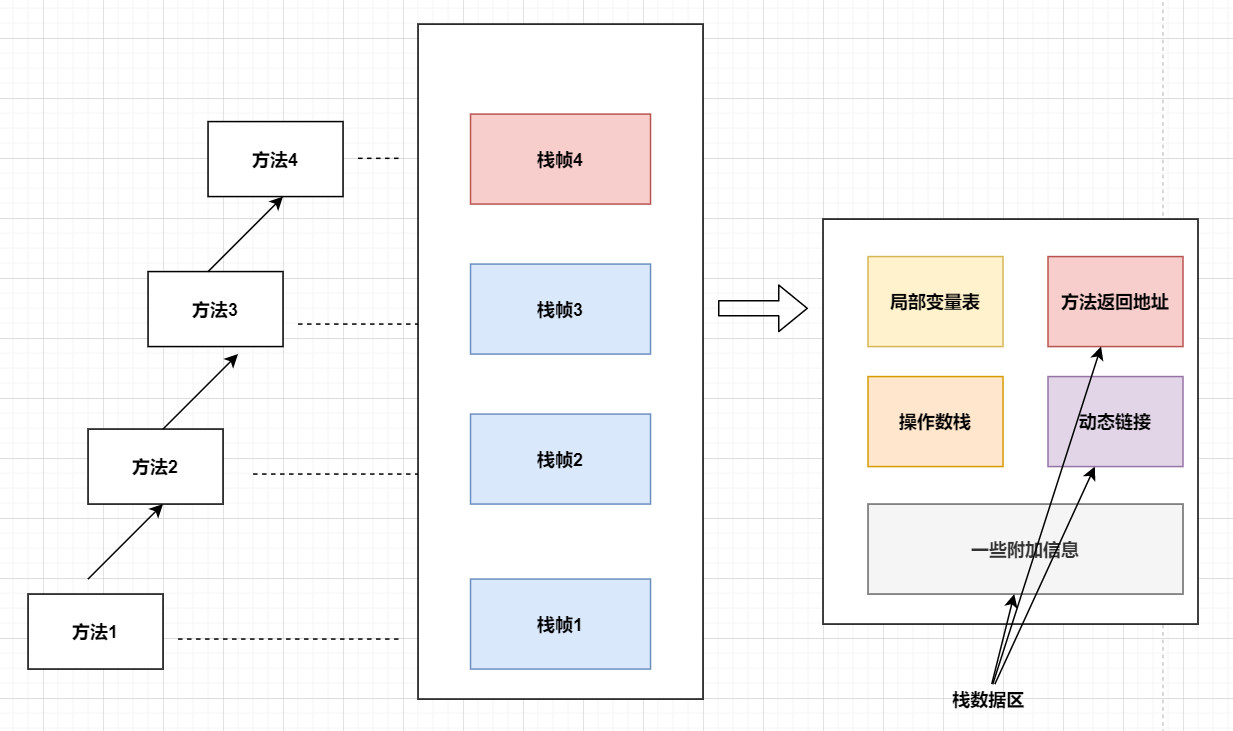 方法4
方法3
方法2
方法1
栈帧4
栈帧3
栈帧2
栈帧1
局部变量表
方法返回地址
操作数栈
动态链接
一些附加信息
栈数据区